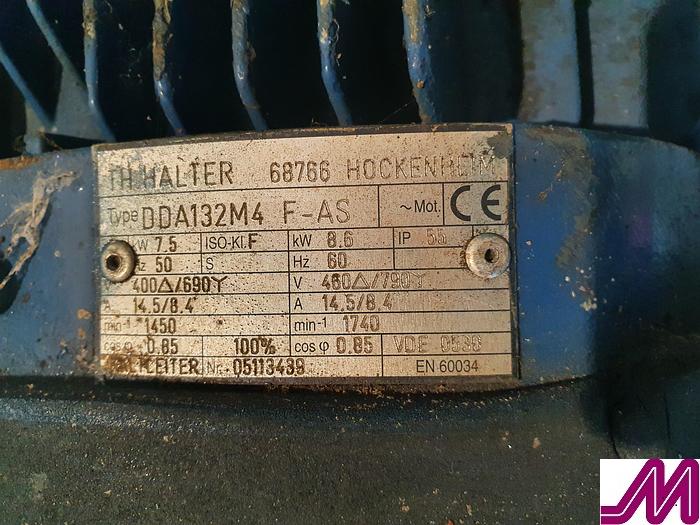 TH.HALTER 68766 HOCKENHEIM
Type DDA132M4 F-AS ~Mot. CE
kW 7.5 ISO-Kl. F kW 8.6 IP 55
50 S Hz 60
400△/690Y V 460△/790Y
A 14.5/8.4 A 14.5/8.4
min-1 1450 min-1 1740
cos φ 0.85 100% cos φ 0.85 VDE 0530
Nr. 05113439 EN 60034
M